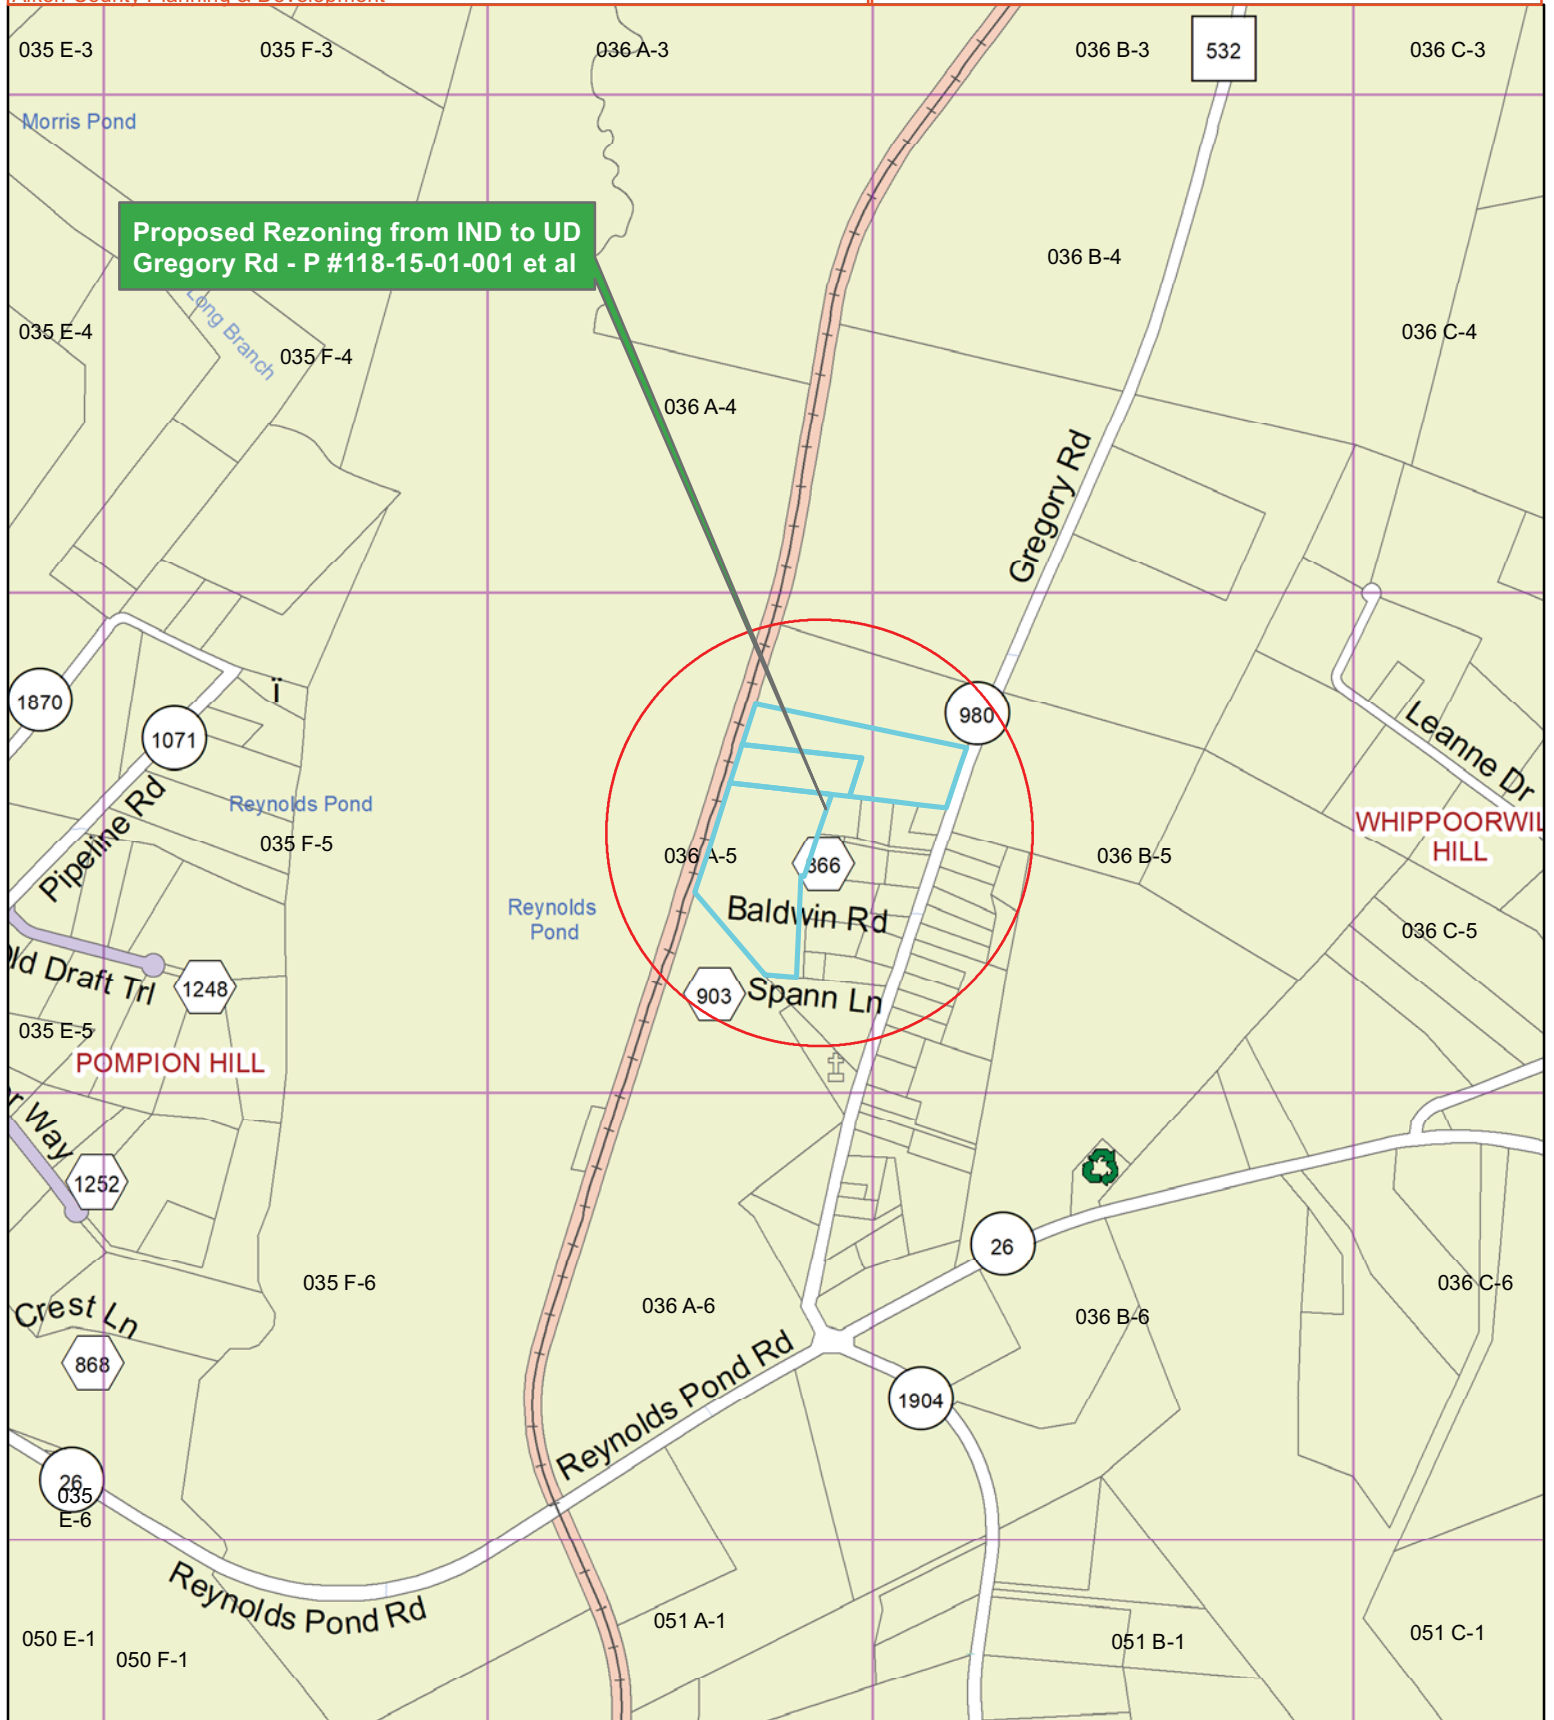 Aiken County Planning & Development
035 E-3
035 F-3
036 A-3
036 B-3
532
036 C-3
Morris Pond
Proposed Rezoning from IND to UD
Gregory Rd - P #118-15-01-001 et al
036 B-4
035 E-4
Long Branch
035 F-4
036 C-4
036 A-4
Gregory Rd
1870
ï
980
1071
Leanne Dr
Pipeline Rd
Reynolds Pond
035 F-5
WHIPPOORWIL
HILL
036 A-5
866
036 B-5
Reynolds
Pond
Baldwin Rd
036 C-5
ld Draft Trl
1248
903
Spann Ln
035 E-5
POMPION HILL
r Way
1252
26
035 F-6
036 A-6
036 C-6
036 B-6
Crest Ln
868
Reynolds Pond Rd
1904
26
035
E-6
Reynolds Pond Rd
050 E-1
050 F-1
051 A-1
051 B-1
051 C-1